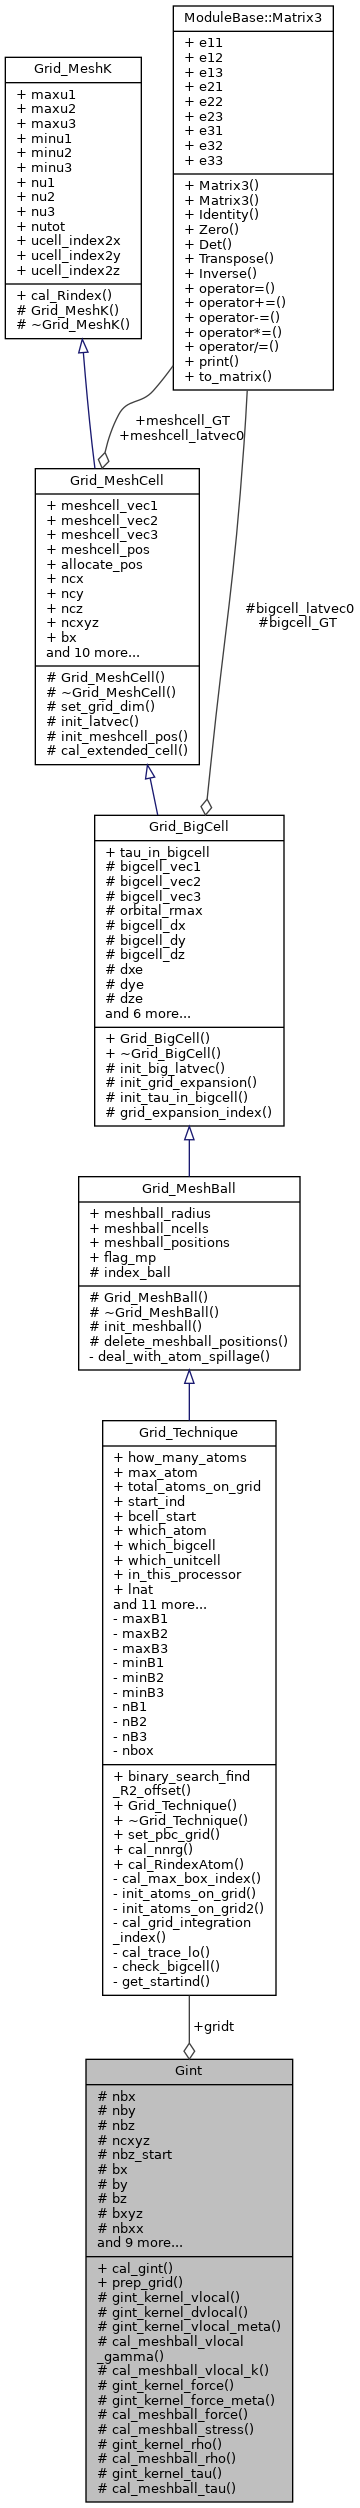 ModuleBase::Matrix3
+ e11
+ e12
+ e13
+ e21
+ e22
+ e23
+ e31
+ e32
+ e33
+ Matrix3()
+ Matrix3()
+ Identity()
+ Zero()
+ Det()
+ Transpose()
+ Inverse()
+ operator=()
+ operator+=()
+ operator-=()
+ operator*=()
+ operator/=()
+ print()
+ to_matrix()
Grid_MeshK
+ maxu1
+ maxu2
+ maxu3
+ minu1
+ minu2
+ minu3
+ nu1
+ nu2
+ nu3
+ nutot
+ ucell_index2x
+ ucell_index2y
+ ucell_index2z
+ cal_Rindex()
# Grid_MeshK()
# ~Grid_MeshK()
+meshcell_GT
+meshcell_latvec0
Grid_MeshCell
+ meshcell_vec1
+ meshcell_vec2
+ meshcell_vec3
+ meshcell_pos
+ allocate_pos
+ ncx
+ ncy
+ ncz
+ ncxyz
+ bx
and 10 more...
# Grid_MeshCell()
# ~Grid_MeshCell()
# set_grid_dim()
# init_latvec()
# init_meshcell_pos()
# cal_extended_cell()
#bigcell_latvec0
#bigcell_GT
Grid_BigCell
+ tau_in_bigcell
# bigcell_vec1
# bigcell_vec2
# bigcell_vec3
# orbital_rmax
# bigcell_dx
# bigcell_dy
# bigcell_dz
# dxe
# dye
# dze
and 6 more...
+ Grid_BigCell()
+ ~Grid_BigCell()
# init_big_latvec()
# init_grid_expansion()
# init_tau_in_bigcell()
# grid_expansion_index()
Grid_MeshBall
+ meshball_radius
+ meshball_ncells
+ meshball_positions
+ flag_mp
# index_ball
# Grid_MeshBall()
# ~Grid_MeshBall()
# init_meshball()
# delete_meshball_positions()
- deal_with_atom_spillage()
Grid_Technique
+ how_many_atoms
+ max_atom
+ total_atoms_on_grid
+ start_ind
+ bcell_start
+ which_atom
+ which_bigcell
+ which_unitcell
+ in_this_processor
+ lnat
and 11 more...
- maxB1
- maxB2
- maxB3
- minB1
- minB2
- minB3
- nB1
- nB2
- nB3
- nbox
+ binary_search_find
_R2_offset()
+ Grid_Technique()
+ ~Grid_Technique()
+ set_pbc_grid()
+ cal_nnrg()
+ cal_RindexAtom()
- cal_max_box_index()
- init_atoms_on_grid()
- init_atoms_on_grid2()
- cal_grid_integration
_index()
- cal_trace_lo()
- check_bigcell()
- get_startind()
+gridt
Gint
# nbx
# nby
# nbz
# ncxyz
# nbz_start
# bx
# by
# bz
# bxyz
# nbxx
and 9 more...
+ cal_gint()
+ prep_grid()
# gint_kernel_vlocal()
# gint_kernel_dvlocal()
# gint_kernel_vlocal_meta()
# cal_meshball_vlocal
_gamma()
# cal_meshball_vlocal_k()
# gint_kernel_force()
# gint_kernel_force_meta()
# cal_meshball_force()
# cal_meshball_stress()
# gint_kernel_rho()
# cal_meshball_rho()
# gint_kernel_tau()
# cal_meshball_tau()